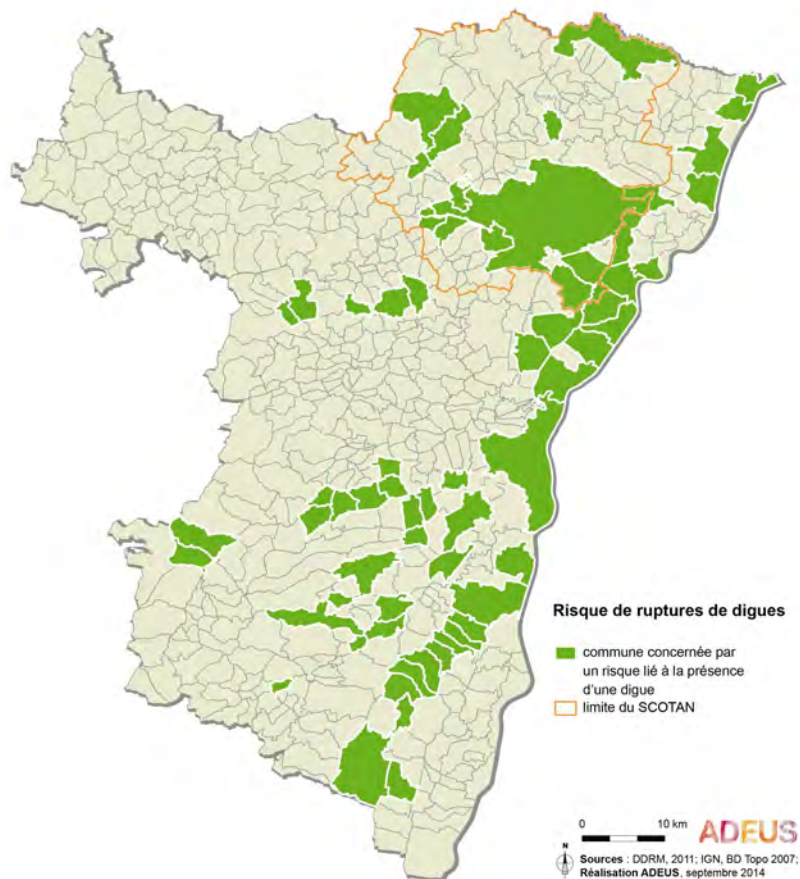 Risque de ruptures de digues
commune concernée par
un risque lié à la présence
d'une digue
limite du SCOTAN
0 10 km
ADEUS
N
Sources : DDRM, 2011; IGN, BD Topo 2007;
Réalisation ADEUS, septembre 2014